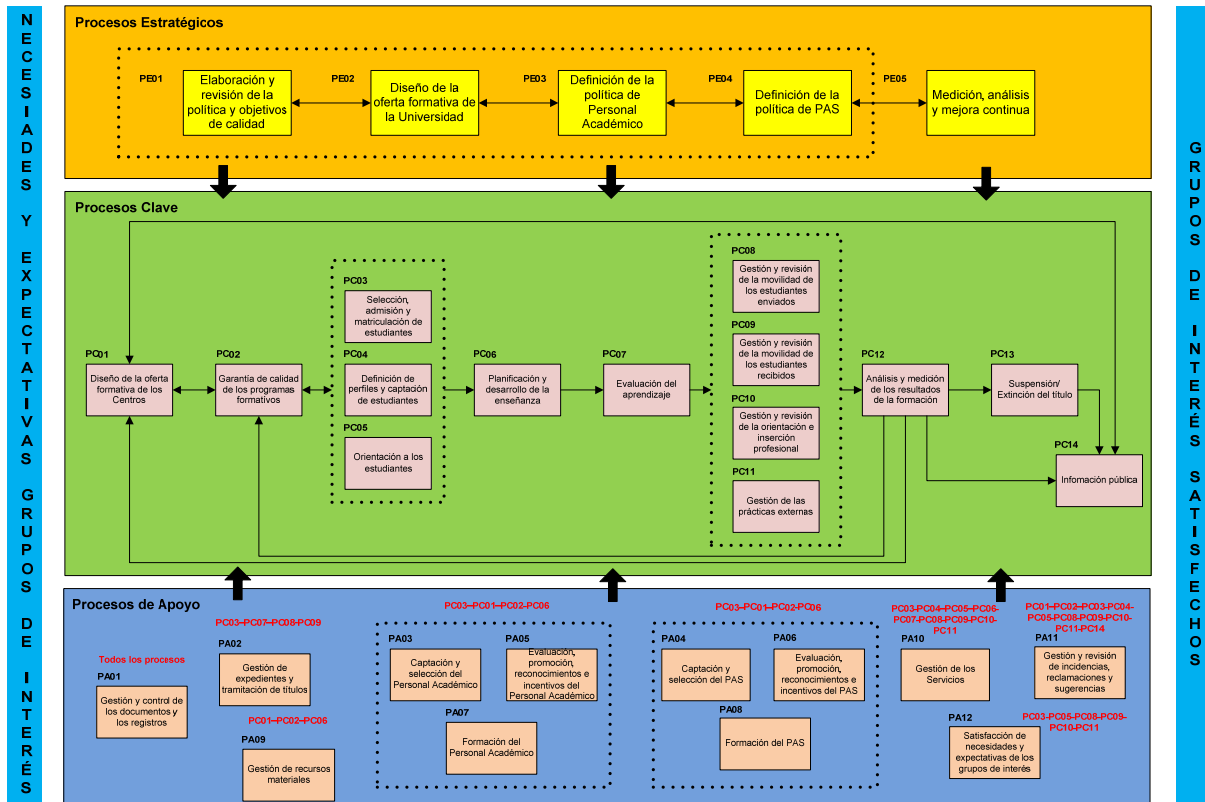 NECESIADES Y EXPECTATIVAS GRUPOS DE INTERÉS
Procesos Estratégicos
PE01
Elaboración y
revisión de la
política y objetivos
de calidad
PE02
Diseño de la
oferta formativa de
la Universidad
PE03
Definición de la
política de
Personal
Académico
PE04
Definición de la
política de PAS
PE05
Medición, análisis
y mejora continua
Procesos Clave
PC01
Diseño de la oferta
formativa de los
Centros
PC02
Garantía de calidad
de los programas
formativos
PC03
Selección,
admisión y
matriculación de
estudiantes
PC04
Definición de
perfiles y captación
de estudiantes
PC05
Orientación a los
estudiantes
PC06
Planificación y
desarrollo de la
enseñanza
PC07
Evaluación del
aprendizaje
PC08
Gestión y revisión
de la movilidad de
los estudiantes
enviados
PC09
Gestión y revisión
de la movilidad de
los estudiantes
recibidos
PC10
Gestión y revisión
de la orientación e
inserción
profesional
PC11
Gestión de las
prácticas externas
PC12
Análisis y medición
de los resultados
de la formación
PC13
Suspensión/
Extinción del título
PC14
Infomación pública
Procesos de Apoyo
Todos los procesos
PA01
Gestión y control de
los documentos y
los registros
PC03–PC07–PC08-PC09
PA02
Gestión de
expedientes y
tramitación de títulos
PC01–PC02–PC06
PA09
Gestión de recursos
materiales
PC03–PC01–PC02-PC06
PA03
Captación y
selección del
Personal Académico
PA05
Evaluación,
promoción,
reconocimientos e
incentivos del
Personal Académico
PA07
Formación del
Personal Académico
PC03–PC01–PC02-PC06
PA04
Captación y
selección del PAS
PA06
Evaluación,
promoción,
reconocimientos e
incentivos del PAS
PA08
Formación del PAS
PC03-PC04–PC05–PC06-
PC07-PC08-PC09-PC10-
PC11
PA10
Gestión de los
Servicios
PC01–PC02–PC03-PC04-
PC05-PC08-PC09-PC10-
PC11-PC14
PA11
Gestión y revisión
de incidencias,
reclamaciones y
sugerencias
PA12
Satisfacción de
necesidades y
expectativas de los
grupos de interés
PC03-PC05-PC08-PC09-
PC10-PC11
GRUPOS DE INTERÉS SATISFECHOS